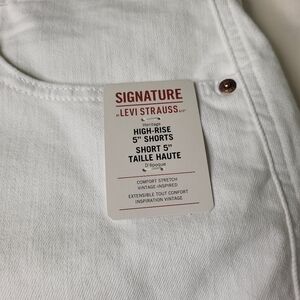 SIGNATURE
BY LEVI STRAUSS & CO.
Heritage
HIGH-RISE
5" SHORTS
SHORT 5"
TAILLE HAUTE
D'époque
COMFORT STRETCH
VINTAGE-INSPIRED
EXTENSIBLE TOUT CONFORT
INSPIRATION VINTAGE